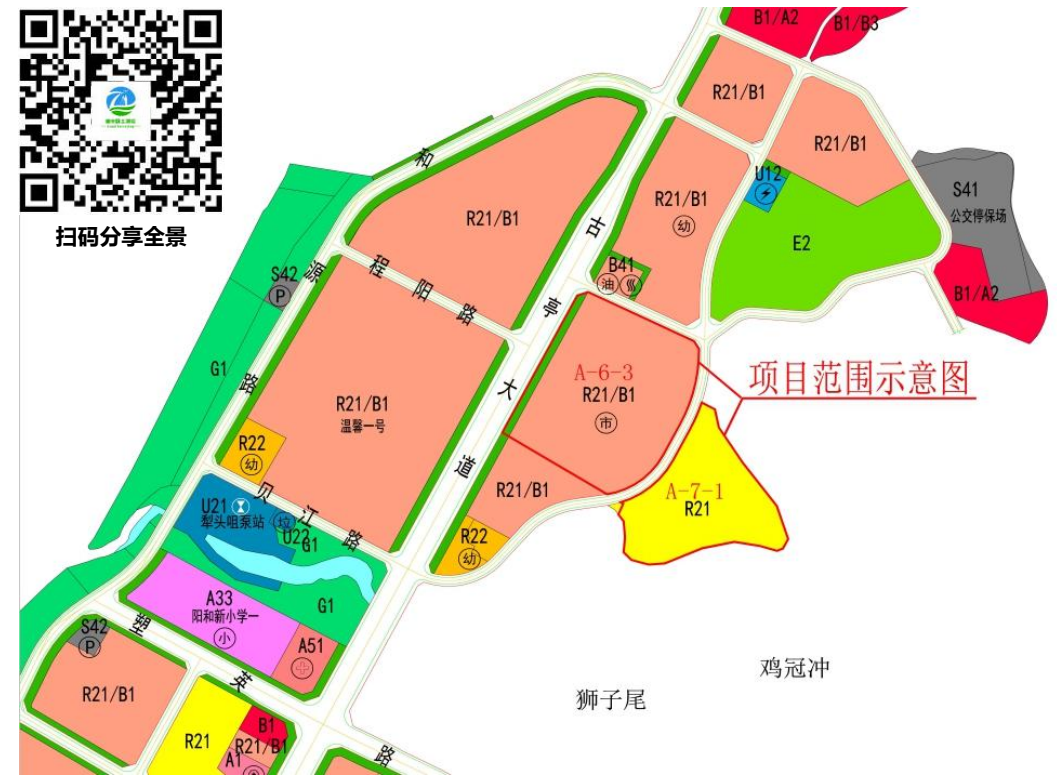 B1/A2
B1/B3
R21/B1
R21/B1
扫码分享全景
和源路
R21/B1
古亭大道
R21/B1
幼
U12
S41
公交停保场
E2
B1/A2
S42
P
程阳路
B41
油
G1
A-6-3
R21/B1
市
项目范围示意图
R21/B1
温馨一号
R22
幼
贝江路
R21/B1
A-7-1
R21
U21
犁头咀泵站
垃
U22
G1
R22
幼
A33
阳和新小学一
小
G1
A51
S42
P
塑英路
R21/B1
R21
B1
R21/B1
A1
狮子尾
鸡冠冲